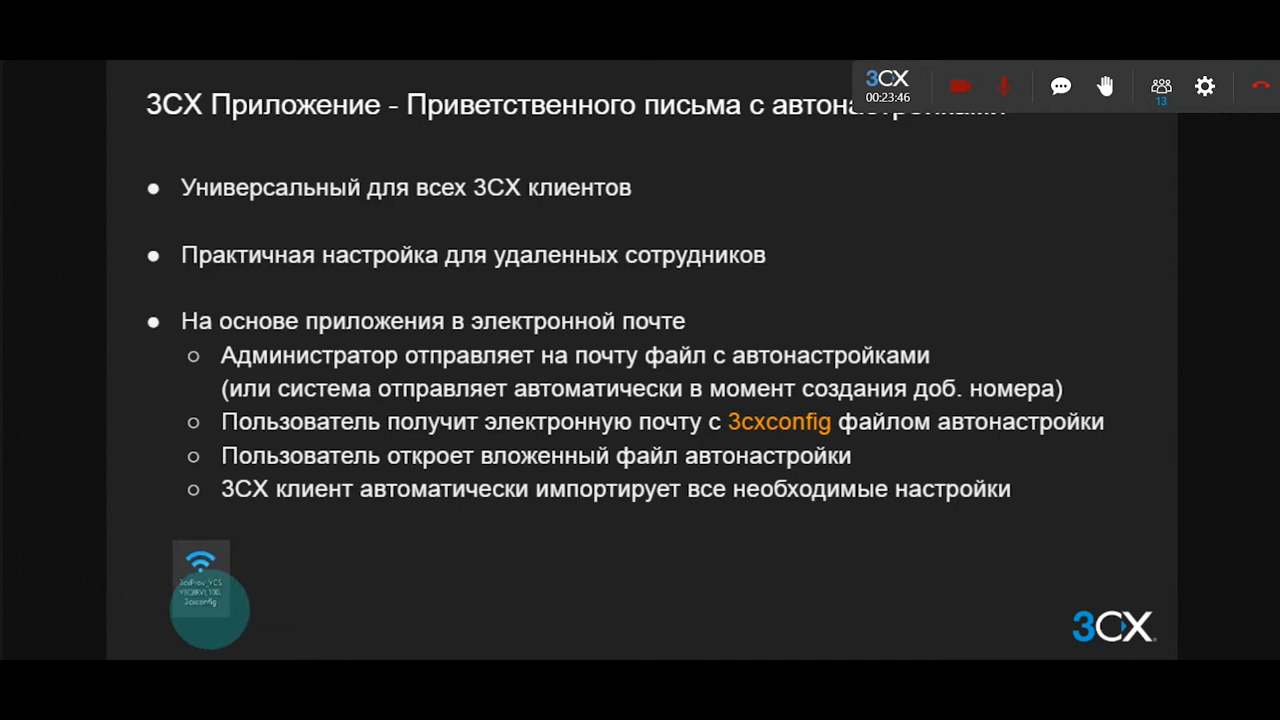 3CX
00:23:46
13
3CX Приложение - Приветственного письма с автонастройками
Универсальный для всех 3CX клиентов
Практичная настройка для удаленных сотрудников
На основе приложения в электронной почте
Администратор отправляет на почту файл с автонастройками
(или система отправляет автоматически в момент создания доб. номера)
Пользователь получит электронную почту с 3cxconfig файлом автонастройки
Пользователь откроет вложенный файл автонастройки
3CX клиент автоматически импортирует все необходимые настройки
3cxconfig
3CX